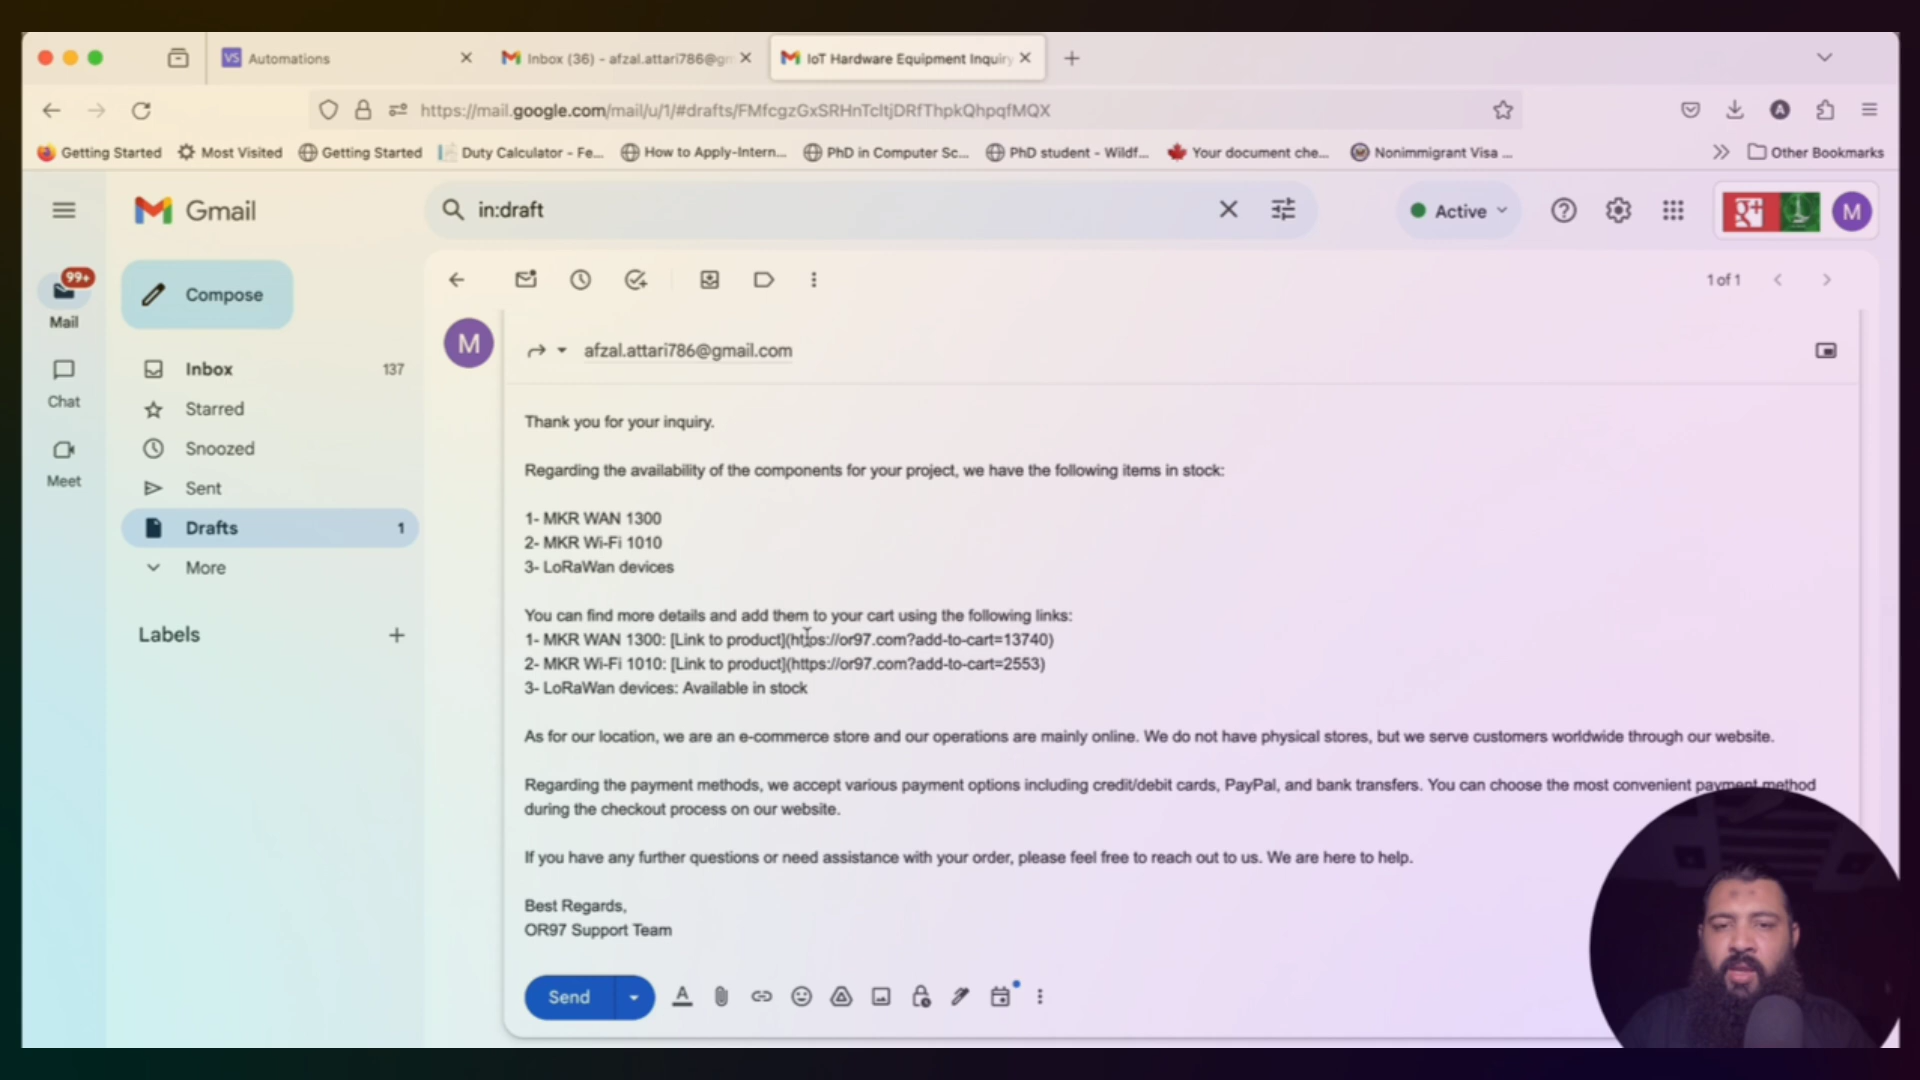 VS Automations
Inbox (36) - afzal.attari786@gm
IoT Hardware Equipment Inquiry
https://mail.google.com/mail/u/1/#drafts/FMfcgzGxSRHnTcltjDRfThpkQhpqfMQX
A
Getting Started
Most Visited
Getting Started
Duty Calculator - Fe...
How to Apply-Intern...
PhD in Computer Sc...
PhD student - Wildf...
Your document che...
Nonimmigrant Visa ...
Other Bookmarks
Gmail
in:draft
Active
M
99+
Mail
Chat
Meet
Compose
Inbox 137
Starred
Snoozed
Sent
Drafts 1
More
Labels
1 of 1
M
afzal.attari786@gmail.com
Thank you for your inquiry.
Regarding the availability of the components for your project, we have the following items in stock:
1- MKR WAN 1300
2- MKR Wi-Fi 1010
3- LoRaWan devices
You can find more details and add them to your cart using the following links:
1- MKR WAN 1300: [Link to product](https://or97.com?add-to-cart=13740)
2- MKR Wi-Fi 1010: [Link to product](https://or97.com?add-to-cart=2553)
3- LoRaWan devices: Available in stock
As for our location, we are an e-commerce store and our operations are mainly online. We do not have physical stores, but we serve customers worldwide through our website.
Regarding the payment methods, we accept various payment options including credit/debit cards, PayPal, and bank transfers. You can choose the most convenient payment method
during the checkout process on our website.
If you have any further questions or need assistance with your order, please feel free to reach out to us. We are here to help.
Best Regards,
OR97 Support Team
Send